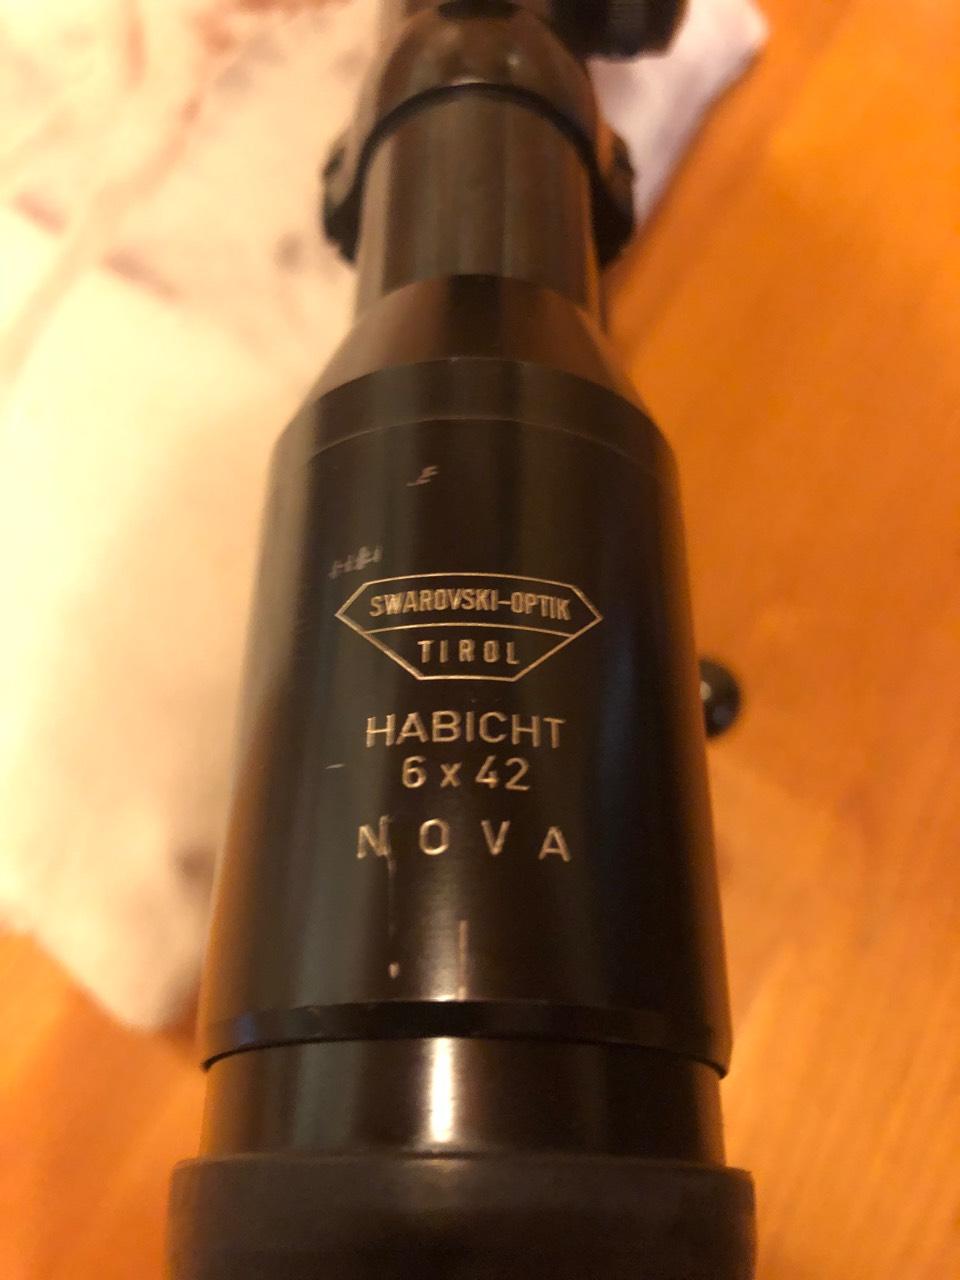 SWAROVSKI-OPTIK
TIROL
HABICHT
6 x 42
NOVA